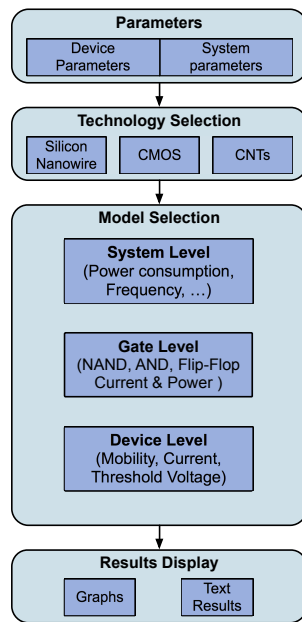 Parameters
Device System
Parameters parameters
Technology Selection
Silicon
Nanowire CMOS CNTs
Model Selection
System Level
(Power consumption,
Frequency, ...)
Gate Level
(NAND, AND, Flip-Flop
Current & Power )
Device Level
(Mobility, Current,
Threshold Voltage)
Results Display
Graphs Text
Results